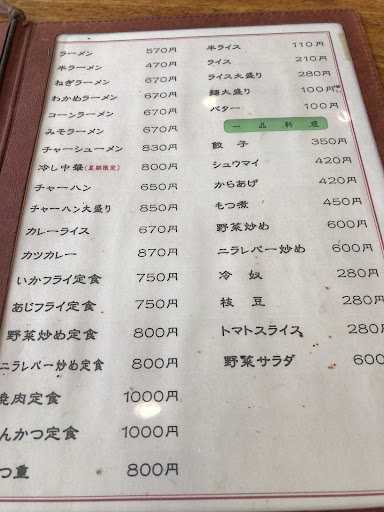 ラーメン 570円
半ラーメン 470円
ねぎラーメン 670円
わかめラーメン 670円
コーンラーメン 670円
みそラーメン 670円
チャーシューメン 830円
冷し中華(夏期限定) 800円
チャーハン 650円
チャーハン大盛り 850円
カレーライス 670円
カツカレー 870円
いかフライ定食 750円
あじフライ定食 750円
野菜炒め定食 800円
ニラレバー炒め定食 800円
焼肉定食 1000円
んかつ定食 1000円
つ重 800円
半ライス 110円
ライス 210円
ライス大盛り 280円
麺大盛り 100円
バター 100円
一品料理
餃子 350円
シュウマイ 420円
からあげ 420円
もつ煮 450円
野菜炒め 600円
ニラレバー炒め 600円
冷奴 280円
枝豆 280円
トマトスライス 280円
野菜サラダ 600